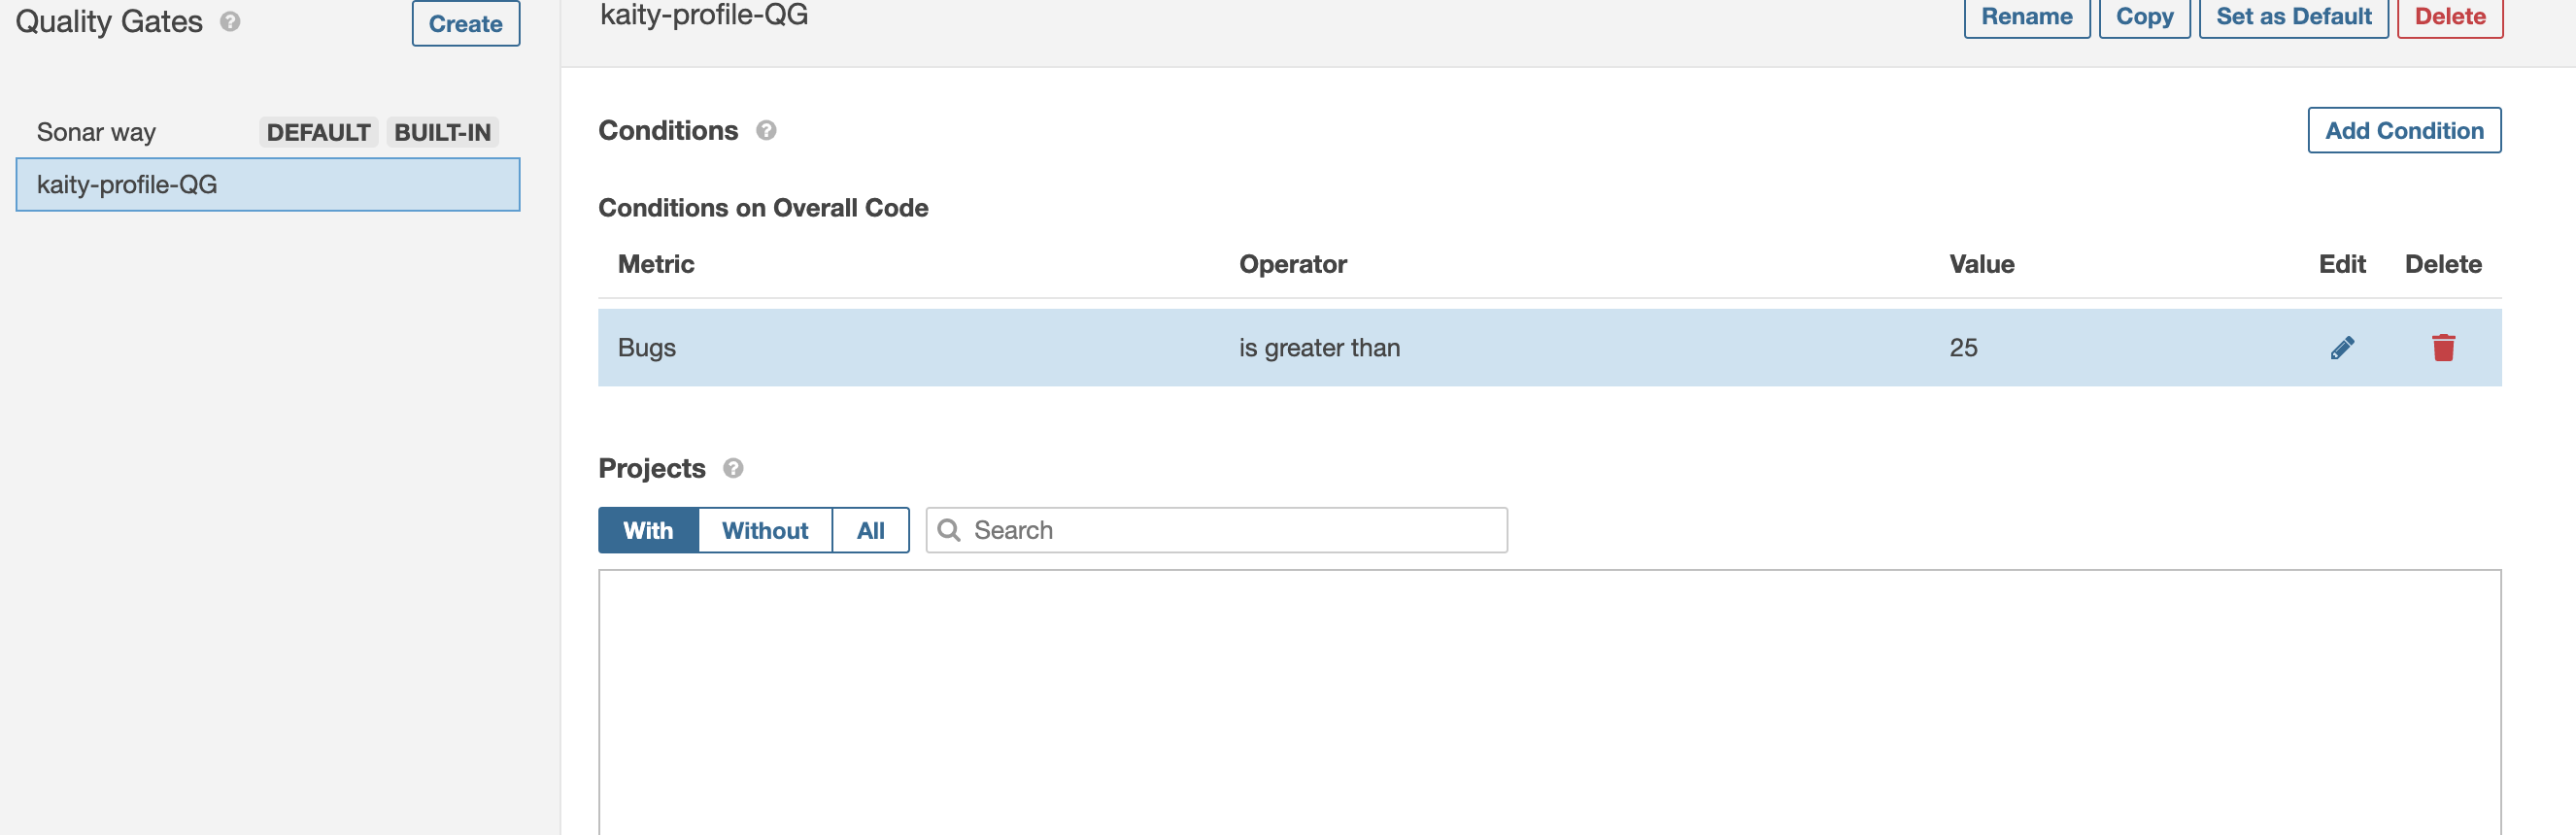 Quality Gates ?
Create
Sonar way DEFAULT BUILT-IN
kaity-profile-QG
kaity-profile-QG
Rename Copy Set as Default Delete
Conditions ?
Add Condition
Conditions on Overall Code
Metric Operator Value Edit Delete
Bugs is greater than 25
Projects ?
With Without All Search